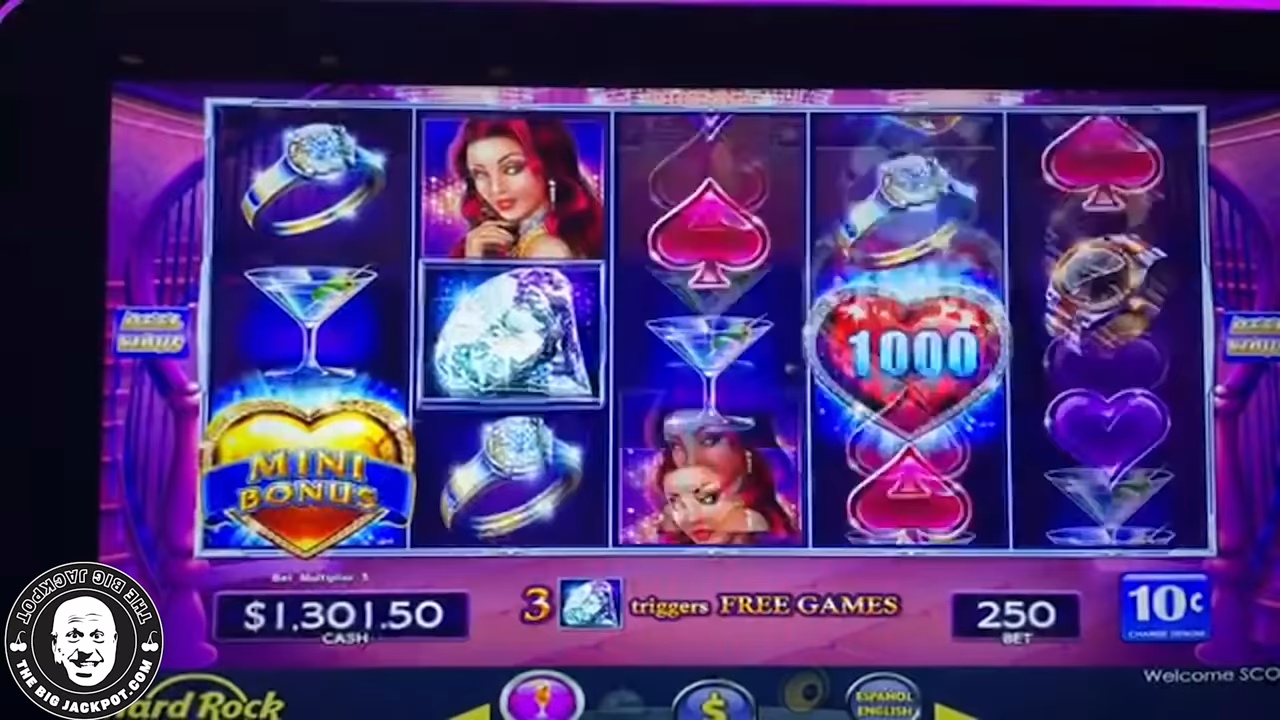 1000
MINI
BONUS
Bet Multiplier 5
$1,301.50
CASH
3 triggers FREE GAMES
250
BET
10¢
CHANGE DENOM
Welcome SCO
THE BIG JACKPOT
THE BIG JACKPOT.COM
Hard Rock
$
ESPAÑOL
ENGLISH